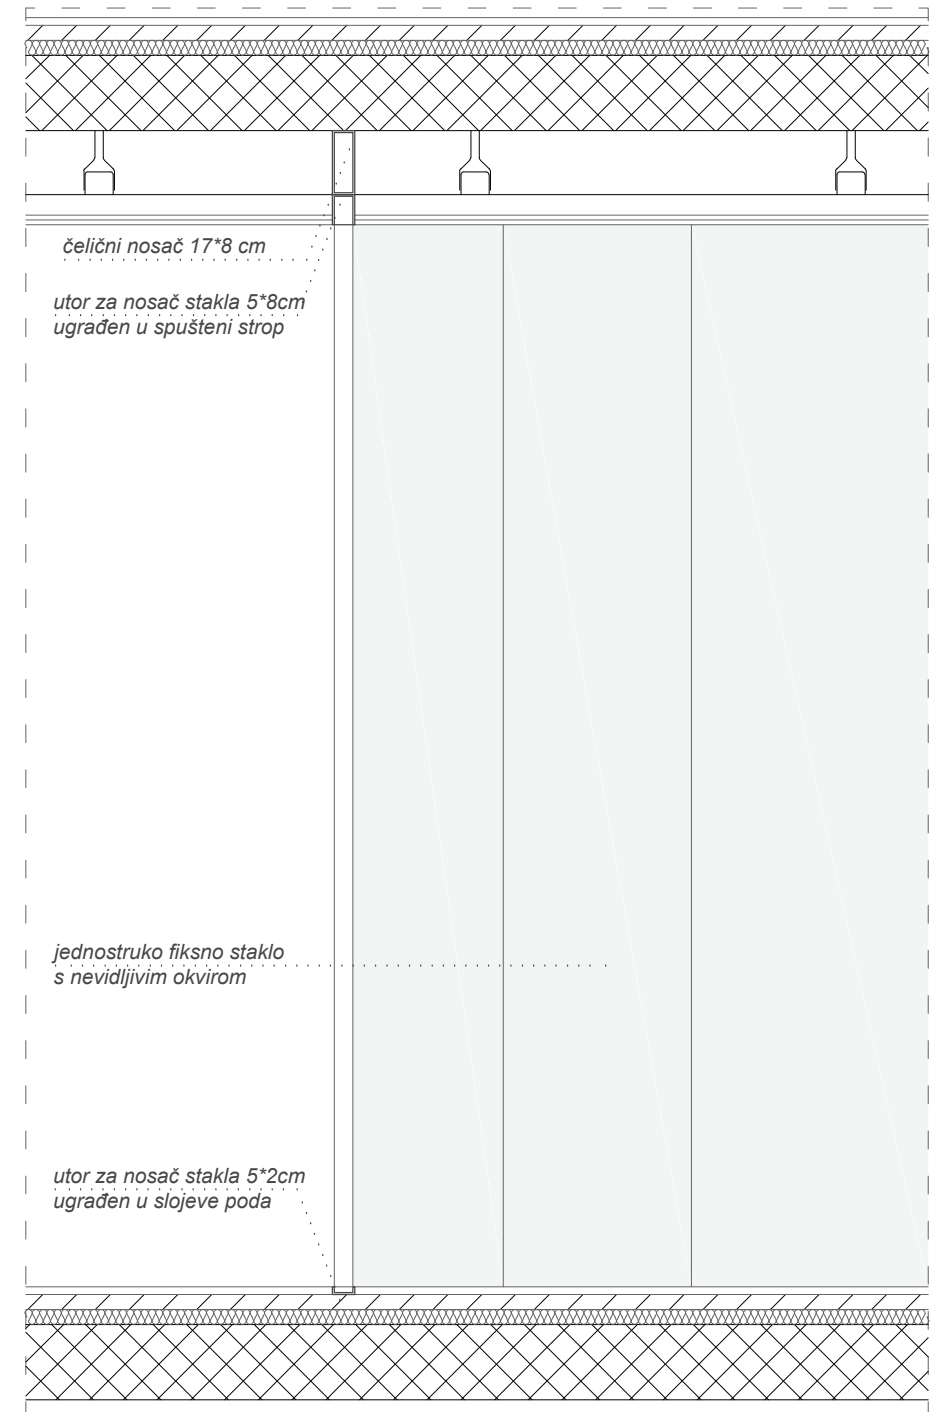 čelični nosač 17*8 cm
utor za nosač stakla 5*8cm
ugrađen u spušteni strop
jednostruko fiksno staklo
s nevidljivim okvirom
utor za nosač stakla 5*2cm
ugrađen u slojeve poda